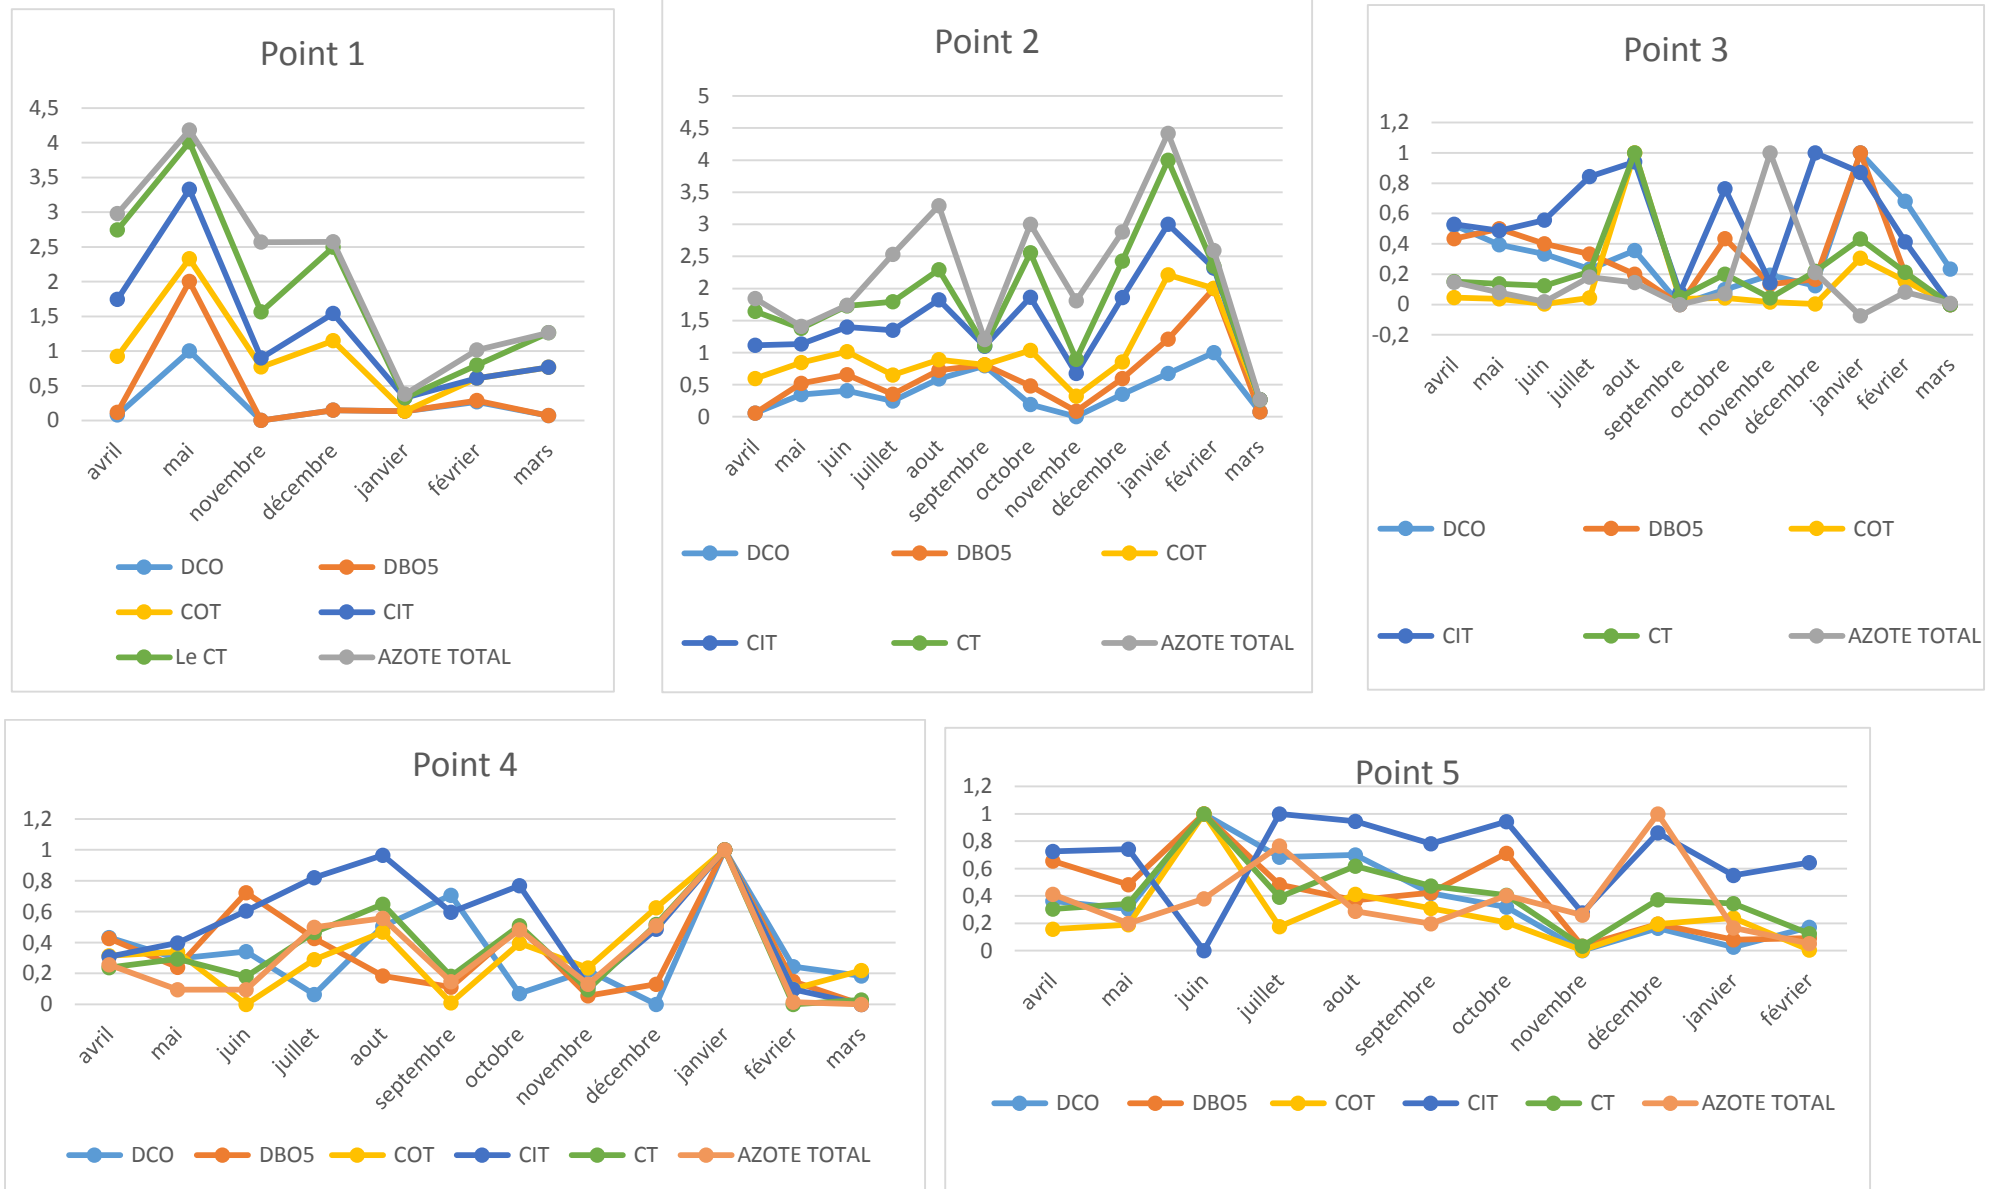 Point 1
4,5
4
3,5
3
2,5
2
1,5
1
0,5
0
avril
mai
novembre
décembre
janvier
février
mars
DCO
DBO5
COT
CIT
Le CT
AZOTE TOTAL
Point 2
5
4,5
4
3,5
3
2,5
2
1,5
1
0,5
0
avril
mai
juin
juillet
aout
septembre
octobre
novembre
décembre
janvier
février
mars
DCO
DBO5
COT
CIT
CT
AZOTE TOTAL
Point 3
1,2
1
0,8
0,6
0,4
0,2
0
-0,2
avril
mai
juin
juillet
aout
septembre
octobre
novembre
décembre
janvier
février
mars
DCO
DBO5
COT
CIT
CT
AZOTE TOTAL
Point 4
1,2
1
0,8
0,6
0,4
0,2
0
avril
mai
juin
juillet
aout
septembre
octobre
novembre
décembre
janvier
février
mars
DCO
DBO5
COT
CIT
CT
AZOTE TOTAL
Point 5
1,2
1
0,8
0,6
0,4
0,2
0
avril
mai
juin
juillet
aout
septembre
octobre
novembre
décembre
janvier
février
DCO
DBO5
COT
CIT
CT
AZOTE TOTAL